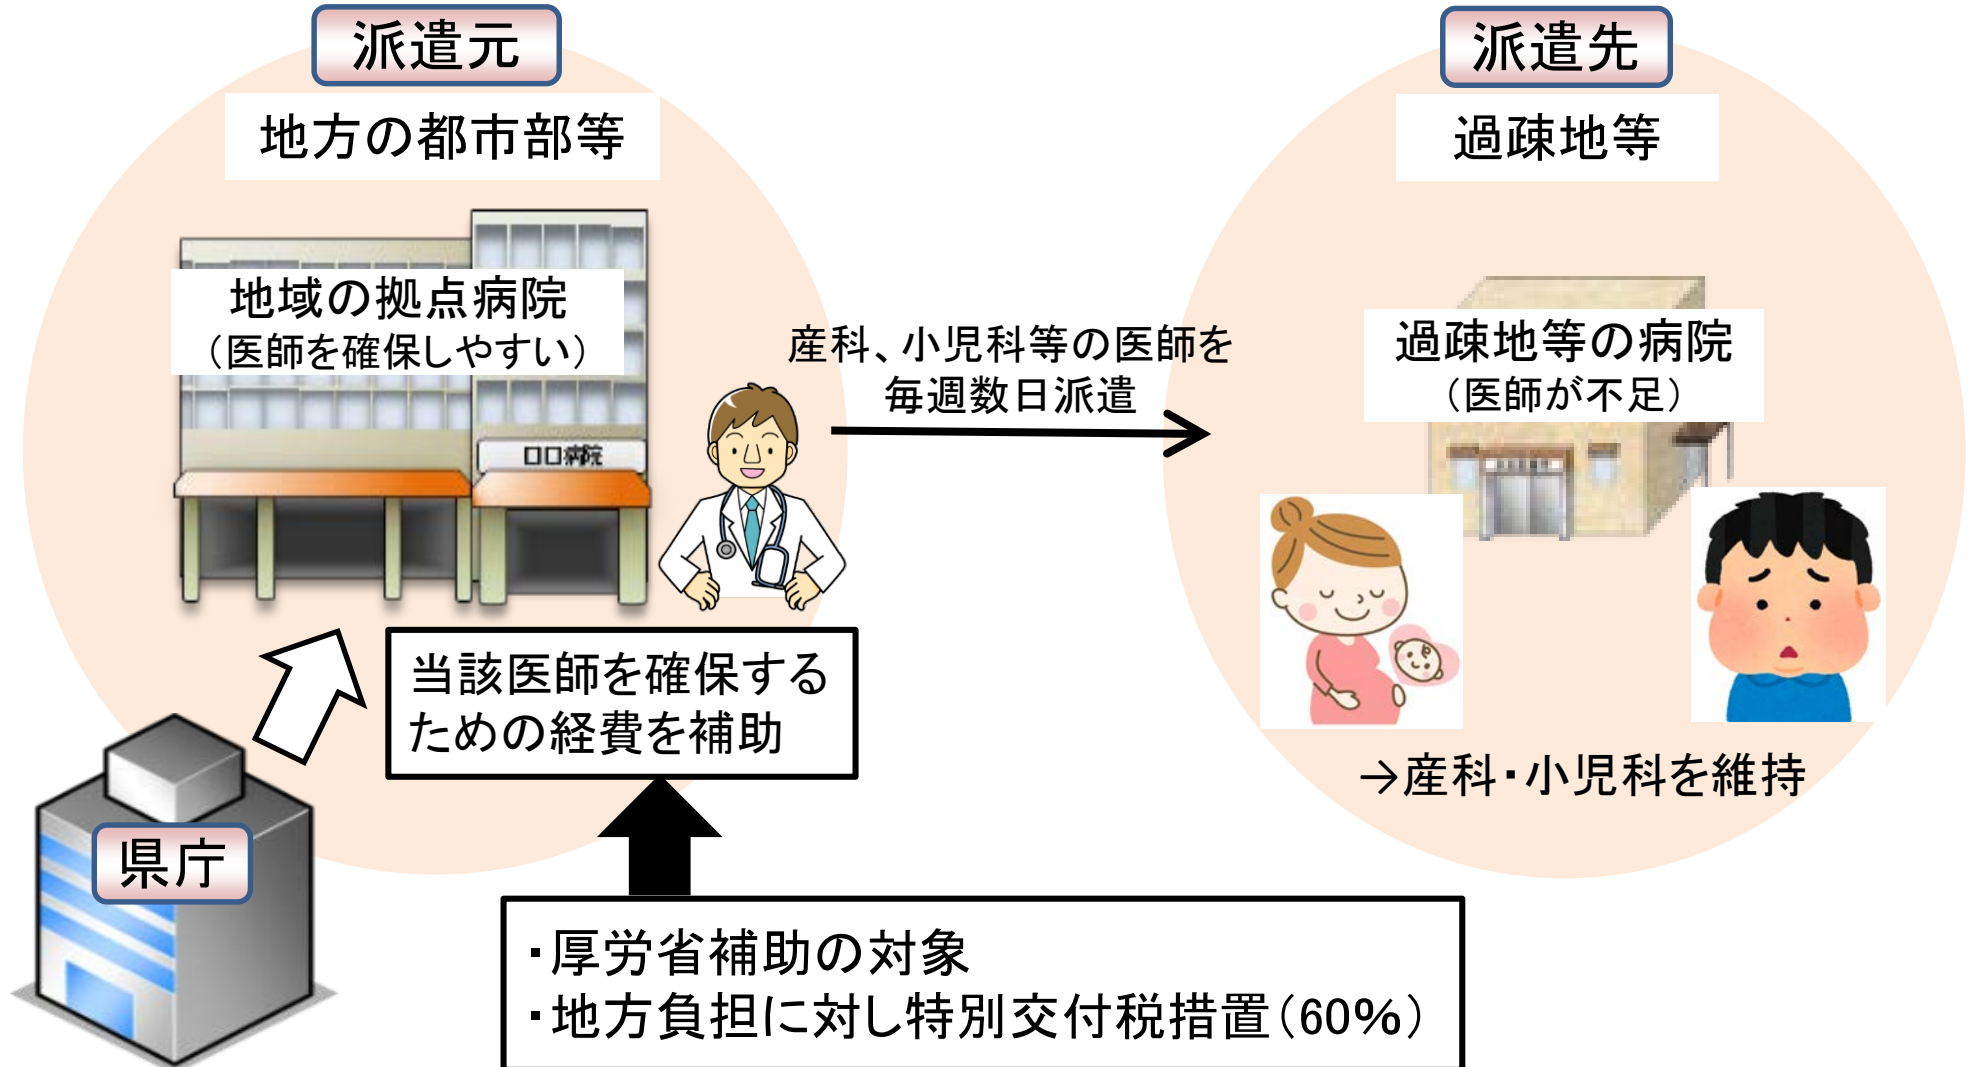 派遣元
地方の都市部等
地域の拠点病院
（医師を確保しやすい）
口口病院
産科、小児科等の医師を
毎週数日派遣
派遣先
過疎地等
過疎地等の病院
（医師が不足）
→産科・小児科を維持
当該医師を確保する
ための経費を補助
県庁
・厚労省補助の対象
・地方負担に対し特別交付税措置（60％）